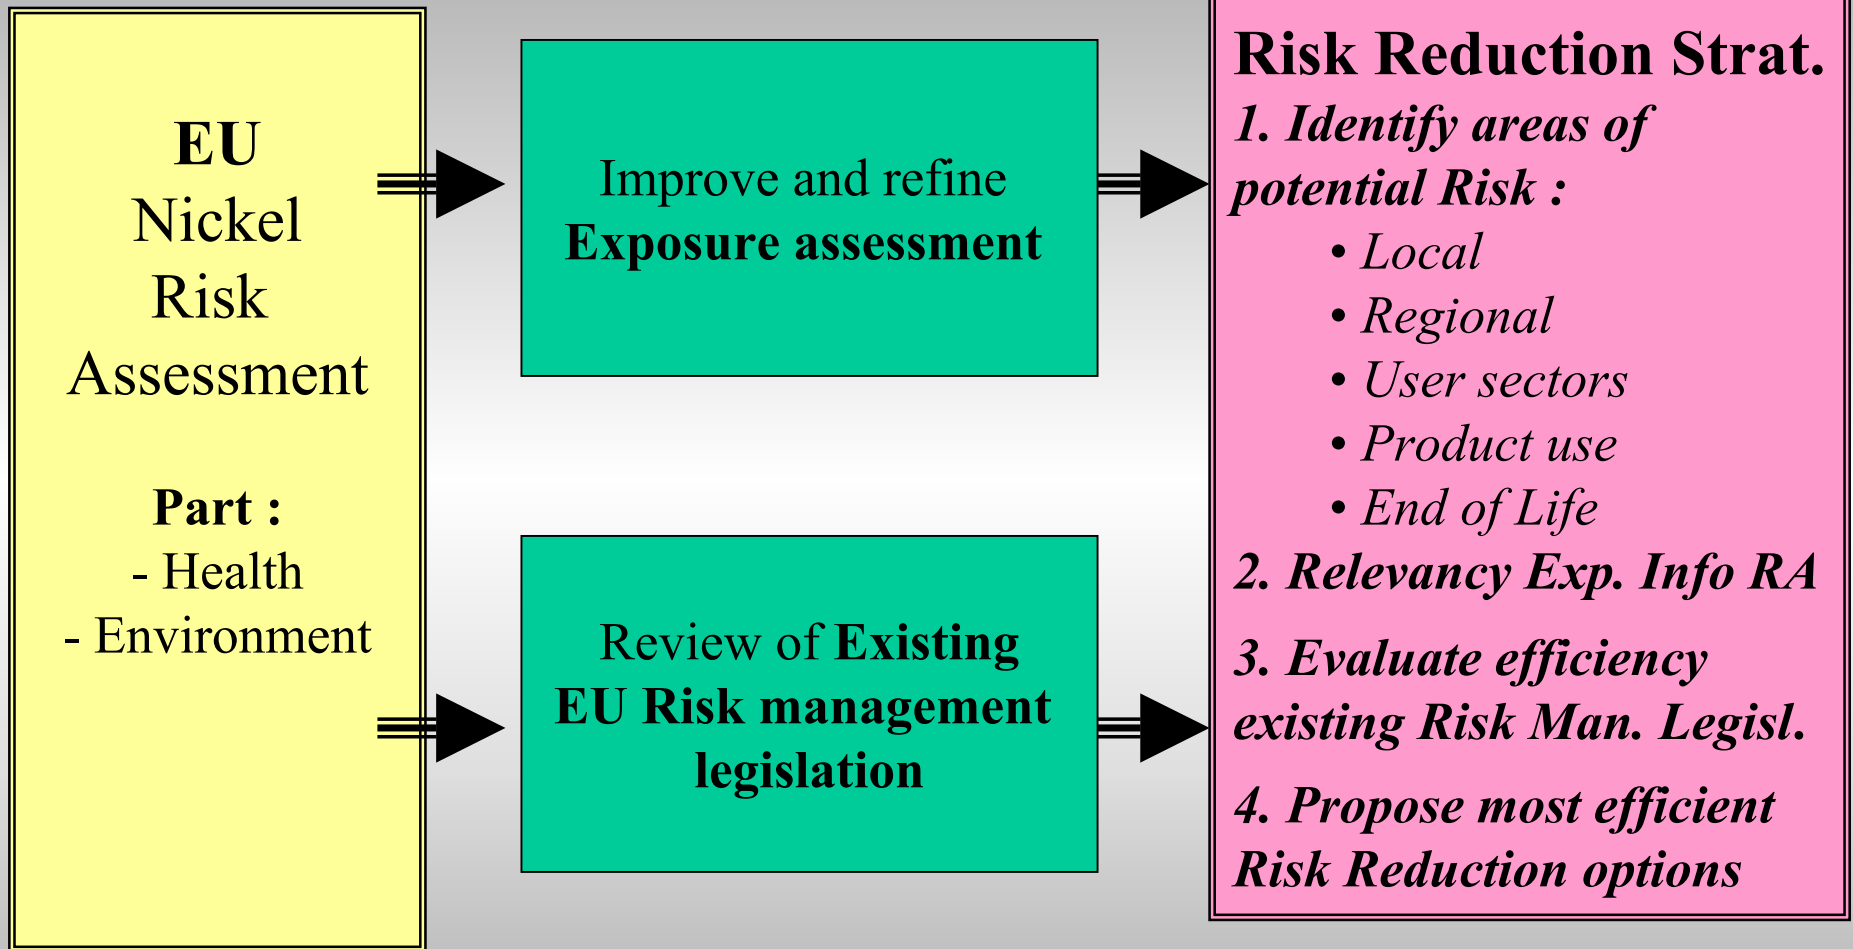 EU
Nickel
Risk
Assessment
Part :
- Health
- Environment
Improve and refine
Exposure assessment
Review of Existing
EU Risk management
legislation
Risk Reduction Strat.
1. Identify areas of
potential Risk :
• Local
• Regional
• User sectors
• Product use
• End of Life
2. Relevancy Exp. Info RA
3. Evaluate efficiency
existing Risk Man. Legisl.
4. Propose most efficient
Risk Reduction options